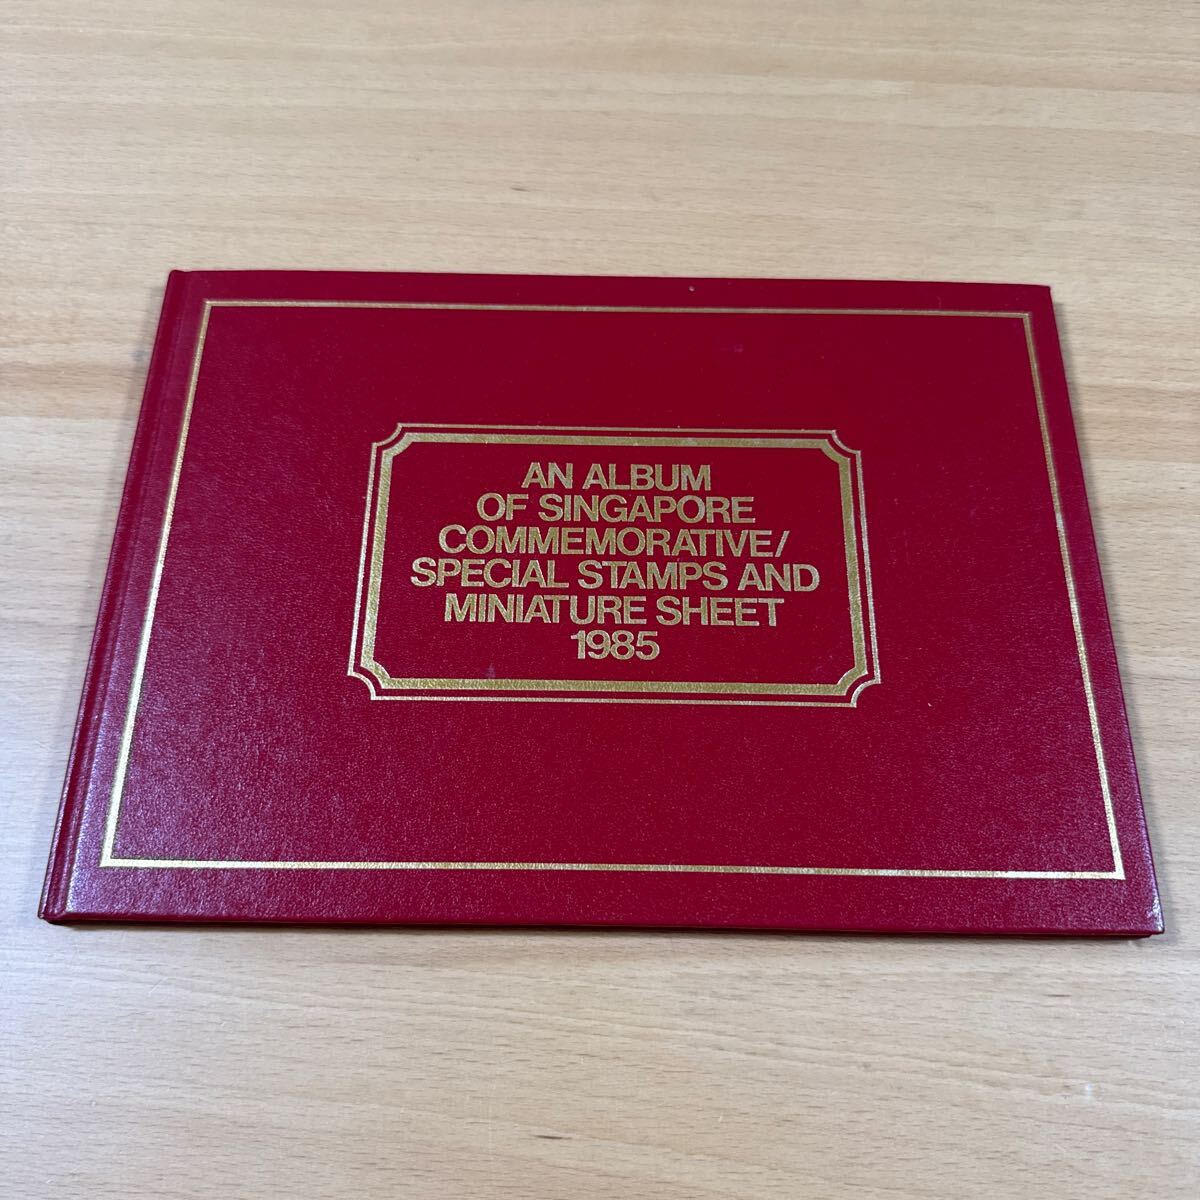 AN ALBUM
OF SINGAPORE
COMMEMORATIVE/
SPECIAL STAMPS AND
MINIATURE SHEET
1985